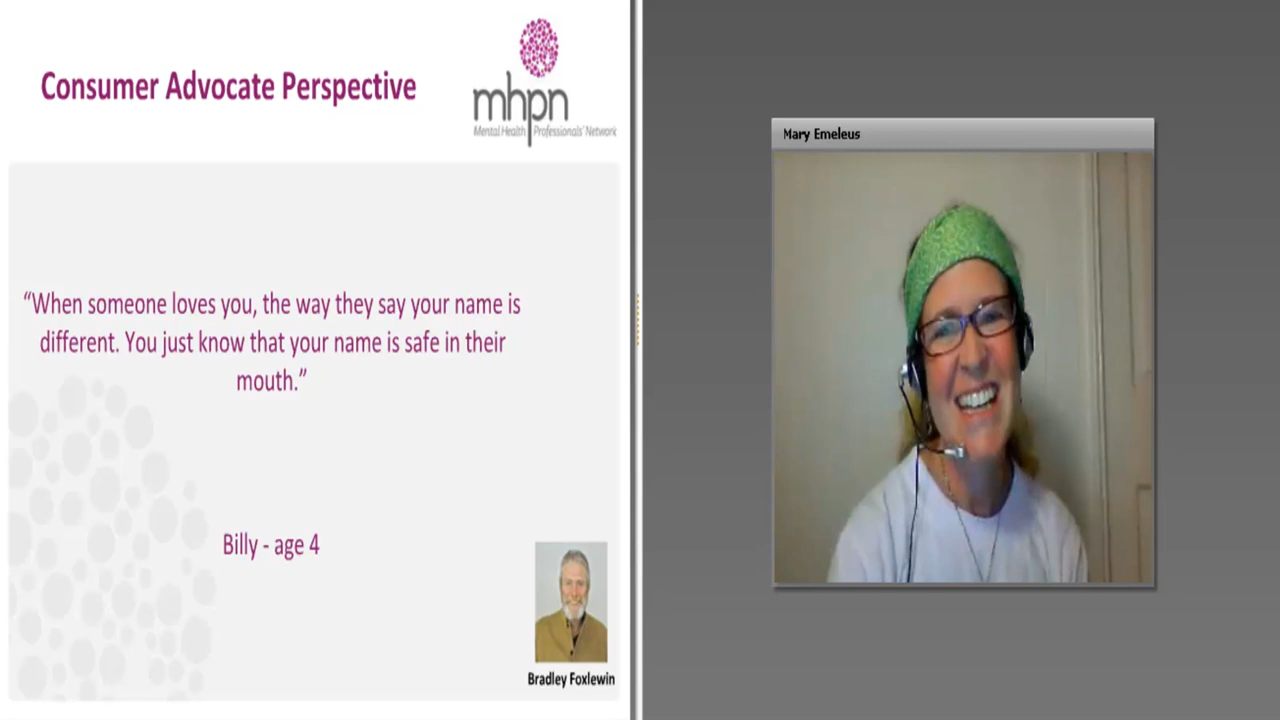 Consumer Advocate Perspective
mhpn
Mental Health Professionals' Network
Mary Emeleus
“When someone loves you, the way they say your name is
different. You just know that your name is safe in their
mouth.”
Billy - age 4
Bradley Foxlewin